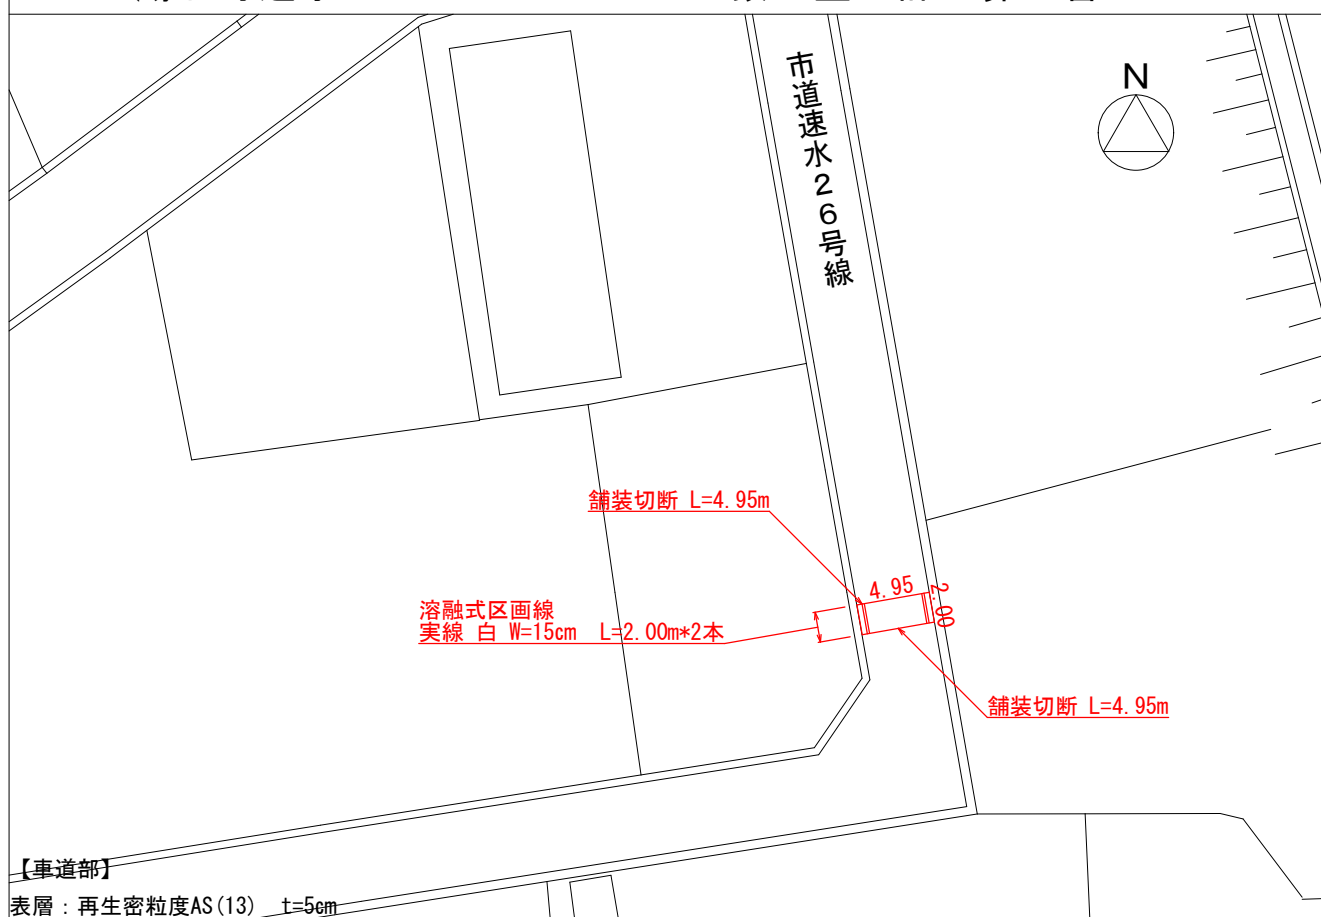 市道速水26号線
N
舗装切断 L=4.95m
4.95
2.00
溶融式区画線
実線 白 W=15cm L=2.00m*2本
舗装切断 L=4.95m
【車道部】
表層：再生密粒度AS(13) t=5cm